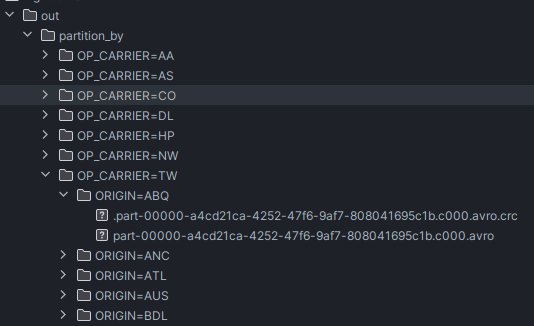 out
partition_by
OP_CARRIER=AA
OP_CARRIER=AS
OP_CARRIER=CO
OP_CARRIER=DL
OP_CARRIER=HP
OP_CARRIER=NW
OP_CARRIER=TW
ORIGIN=ABQ
.part-00000-a4cd21ca-4252-47f6-9af7-808041695c1b.c000.avro.crc
part-00000-a4cd21ca-4252-47f6-9af7-808041695c1b.c000.avro
ORIGIN=ANC
ORIGIN=ATL
ORIGIN=AUS
ORIGIN=BDL